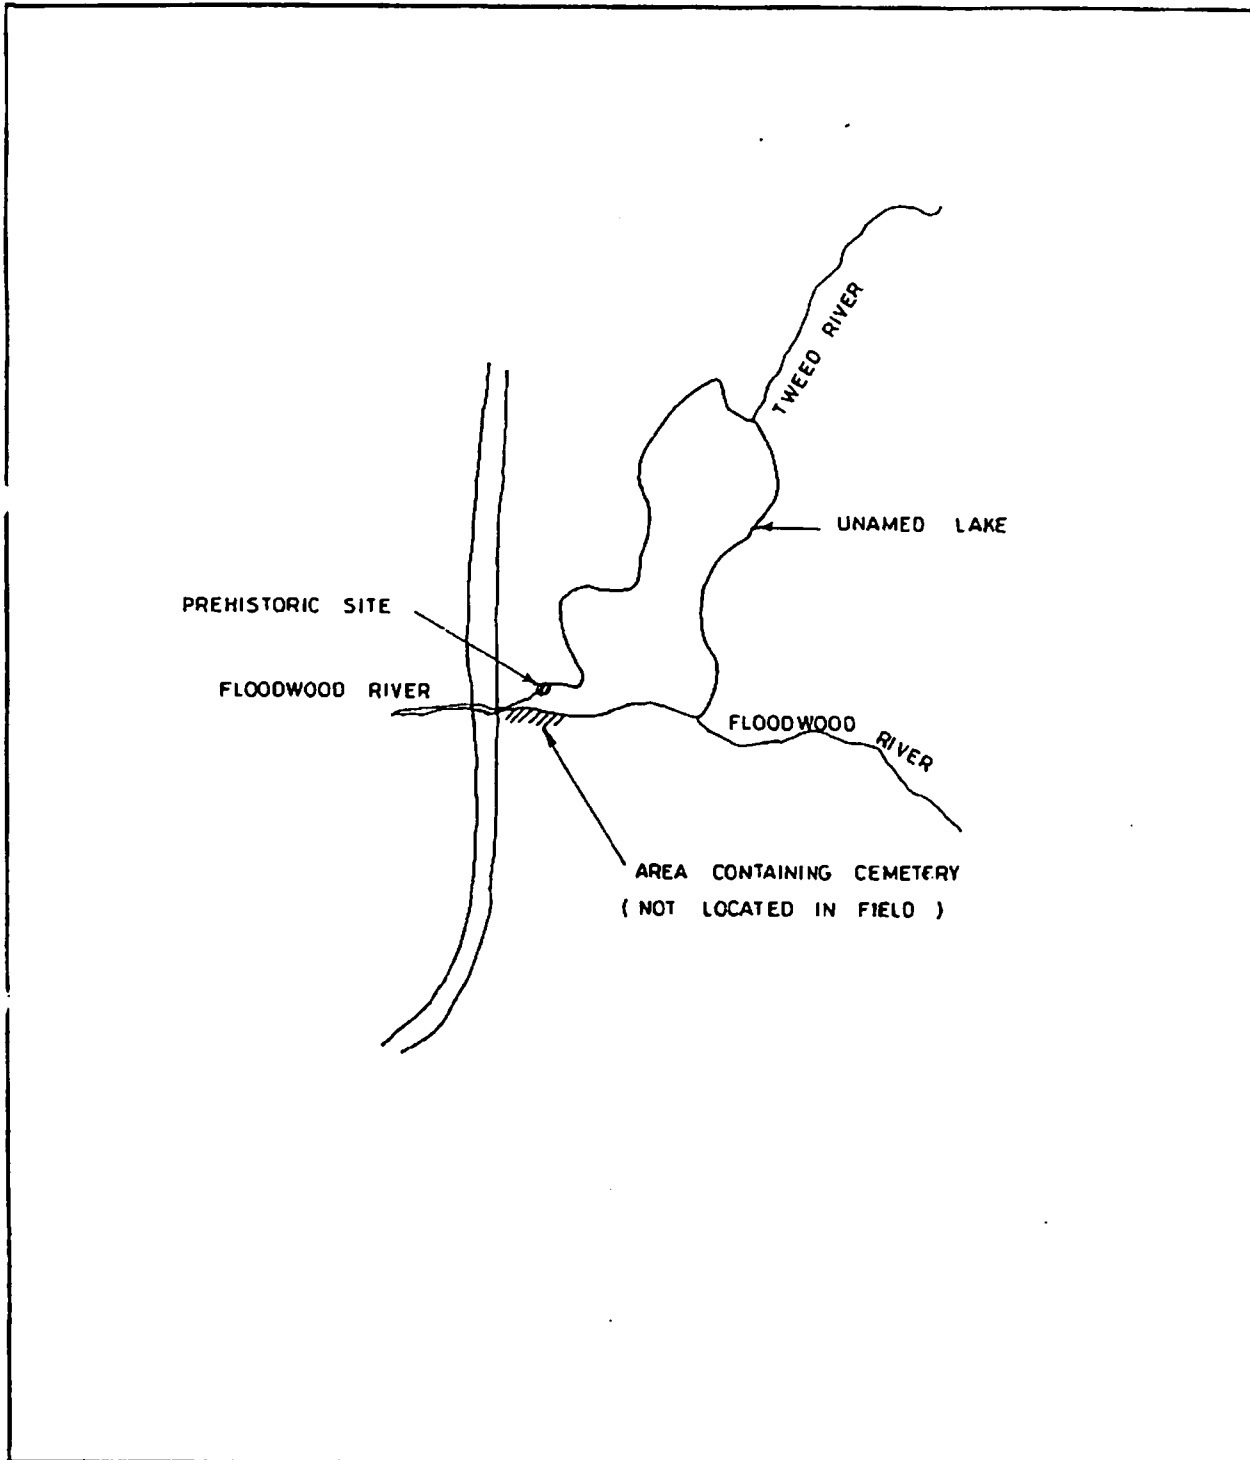 TWEED RIVER
UNAMED LAKE
PREHISTORIC SITE
FLOODWOOD RIVER
FLOODWOOD RIVER
AREA CONTAINING CEMETERY
( NOT LOCATED IN FIELD )